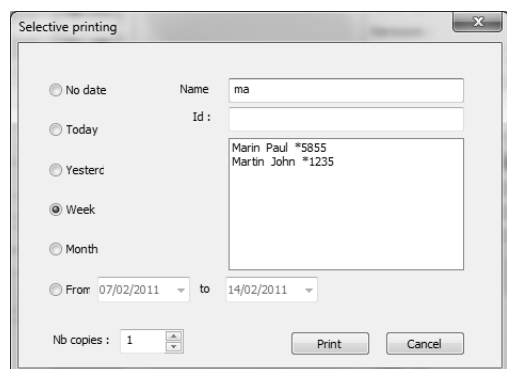 Selective printing
No date
Name
ma
Id :
Today
Marin Paul *5855
Martin John *1235
Yesterd
Week
Month
From 07/02/2011 to 14/02/2011
Nb copies : 1
Print
Cancel